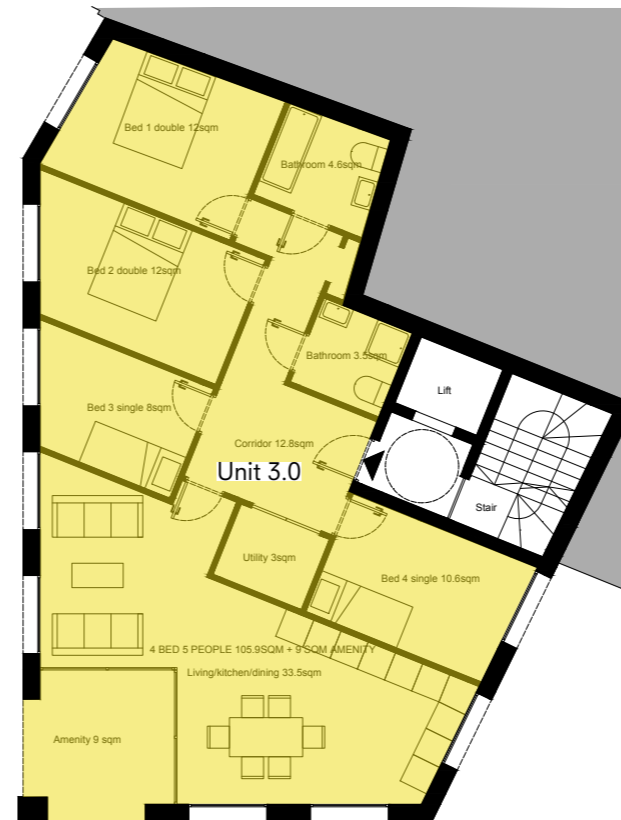 Bed 1 double 12sqm
Bathroom 4.6sqm
Bed 2 double 12sqm
Bathroom 3.5sqm
Lift
Bed 3 single 8sqm
Corridor 12.8sqm
Unit 3.0
Stair
Utility 3sqm
Bed 4 single 10.6sqm
4 BED 5 PEOPLE 105.9SQM + 9 SQM AMENITY
Living/kitchen/dining 33.5sqm
Amenity 9 sqm